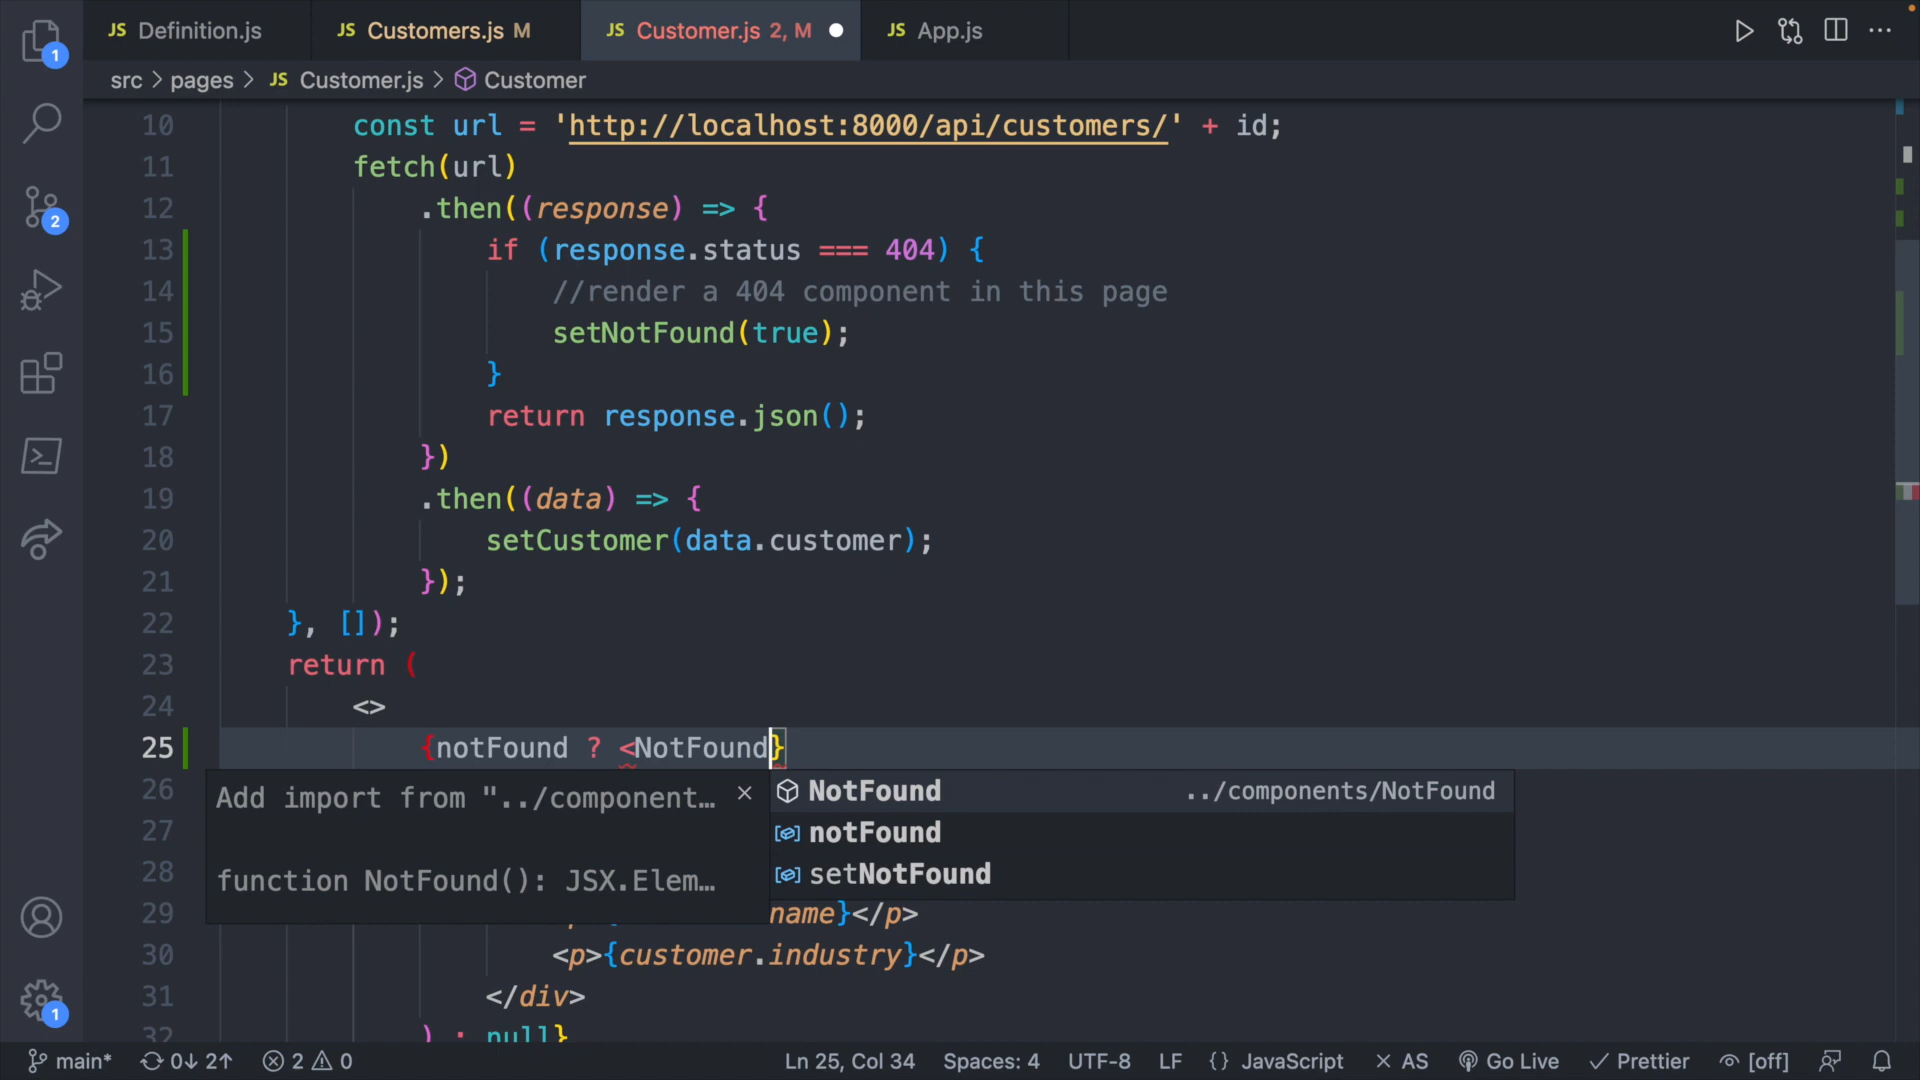 JS Definition.js JS Customers.js M JS Customer.js 2, M JS App.js
src > pages > JS Customer.js > Customer
10 const url = 'http://localhost:8000/api/customers/' + id;
11 fetch(url)
12 .then((response) => {
13 if (response.status === 404) {
14 //render a 404 component in this page
15 setNotFound(true);
16 }
17 return response.json();
18 })
19 .then((data) => {
20 setCustomer(data.customer);
21 });
22 }, []);
23 return (
24 <>
25 {notFound ? <NotFound}
26 Add import from "../component… × NotFound ../components/NotFound
27 notFound
28 function NotFound(): JSX.Elem… setNotFound
29 name}</p>
30 <p>{customer.industry}</p>
31 </div>
32 ) : null}
1
2
1
main* 0↓ 2↑ 2 0 Ln 25, Col 34 Spaces: 4 UTF-8 LF {} JavaScript × AS Go Live ✓ Prettier [off]